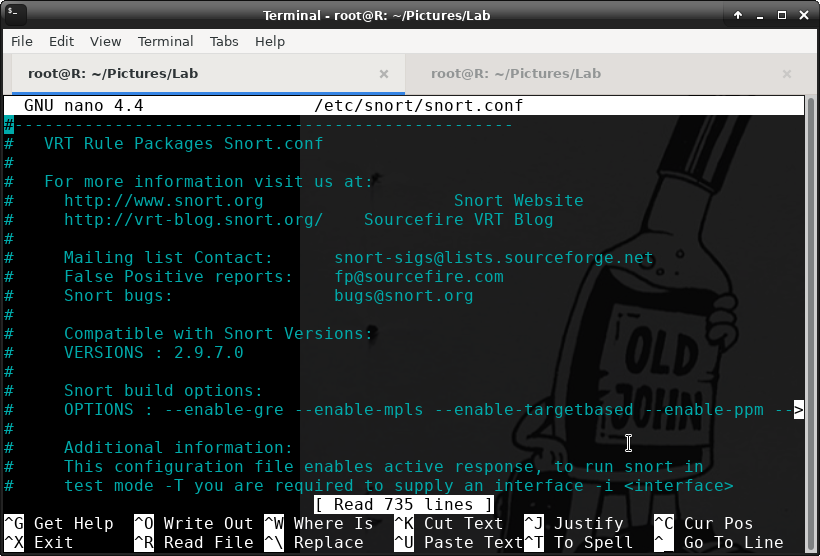 Terminal - root@R: ~/Pictures/Lab
File Edit View Terminal Tabs Help
root@R: ~/Pictures/Lab × root@R: ~/Pictures/Lab ×
GNU nano 4.4 /etc/snort/snort.conf
#--------------------------------------------------
# VRT Rule Packages Snort.conf
#
# For more information visit us at:
# http://www.snort.org Snort Website
# http://vrt-blog.snort.org/ Sourcefire VRT Blog
#
# Mailing list Contact: snort-sigs@lists.sourceforge.net
# False Positive reports: fp@sourcefire.com
# Snort bugs: bugs@snort.org
#
# Compatible with Snort Versions:
# VERSIONS : 2.9.7.0
#
# Snort build options:
# OPTIONS : --enable-gre --enable-mpls --enable-targetbased --enable-ppm -->
#
# Additional information:
# This configuration file enables active response, to run snort in
# test mode -T you are required to supply an interface -i <interface>
OLD
JOHN
[ Read 735 lines ]
^G Get Help ^O Write Out ^W Where Is ^K Cut Text ^J Justify ^C Cur Pos
^X Exit ^R Read File ^\ Replace ^U Paste Text^T To Spell ^_ Go To Line